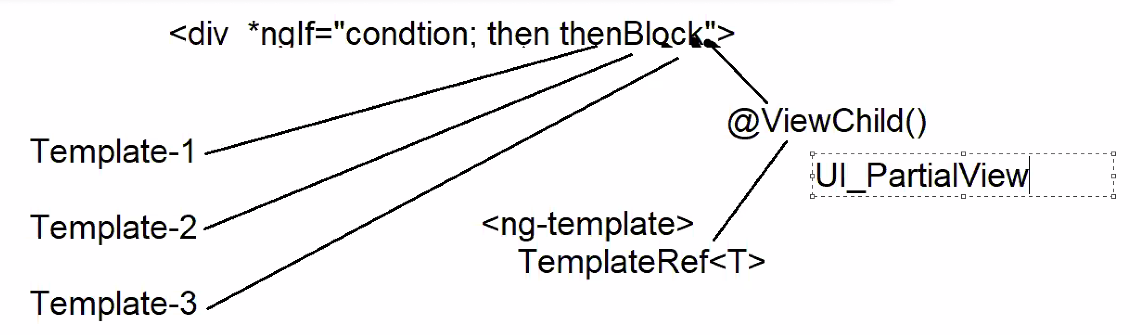 <div *ngIf="condtion; then thenBlock">
@ViewChild()
Template-1
UI_PartialView
<ng-template>
Template-2
TemplateRef<T>
Template-3